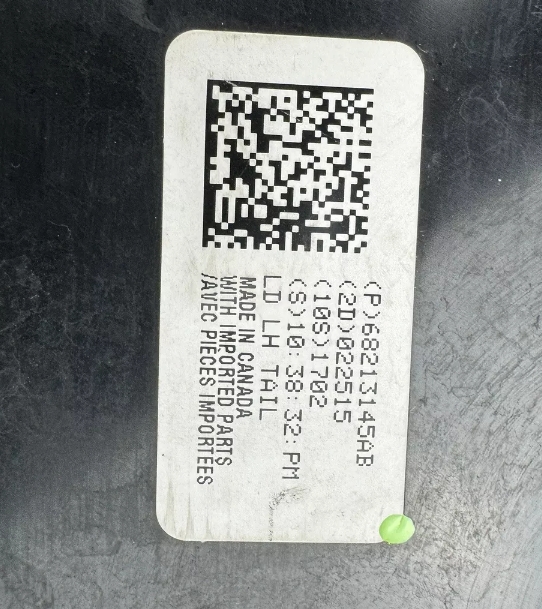 (P)68213145AB
(2D)022515
(10S)1702
(S)10:38:32:PM
LD LH TAIL
MADE IN CANADA
WITH IMPORTED PARTS
/AVEC PIECES IMPORTEES